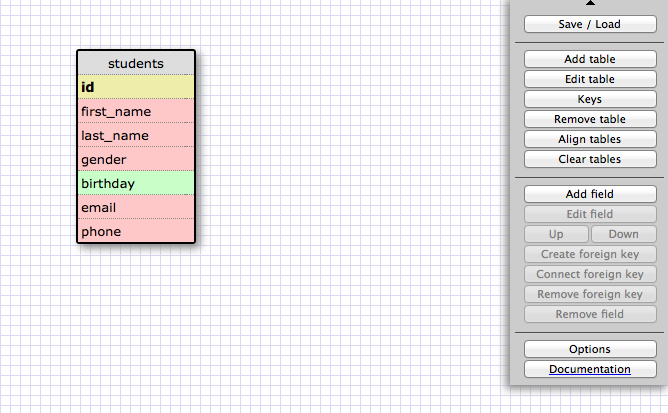 students
id
first_name
last_name
gender
birthday
email
phone
Save / Load
Add table
Edit table
Keys
Remove table
Align tables
Clear tables
Add field
Edit field
Up Down
Create foreign key
Connect foreign key
Remove foreign key
Remove field
Options
Documentation